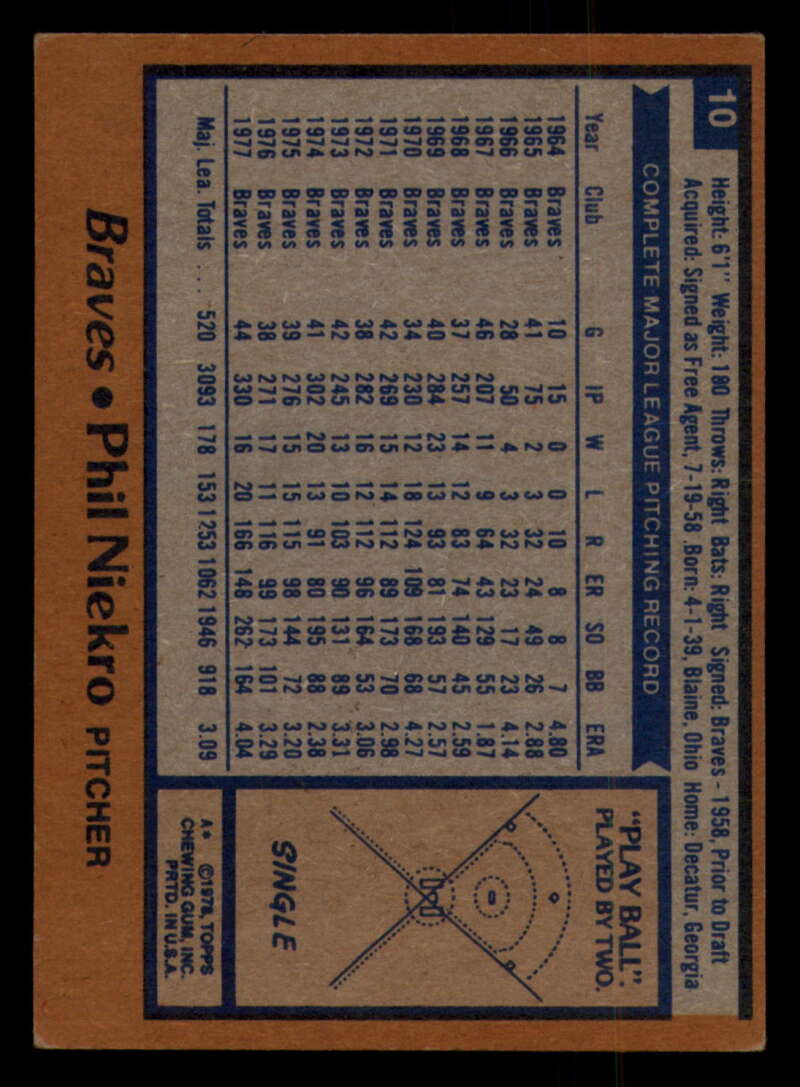 10
Height: 6'1" Weight: 180 Throws: Right Bats: Right Signed: Braves - 1958, Prior to Draft
Acquired: Signed as Free Agent, 7-19-58 Born: 4-1-39, Blaine, Ohio Home: Decatur, Georgia
COMPLETE MAJOR LEAGUE PITCHING RECORD
Year Club G IP W L R ER SO BB ERA
1964 Braves 10 15 0 0 10 8 8 7 4.80
1965 Braves 41 75 2 3 32 24 49 26 2.88
1966 Braves 28 50 4 3 32 23 17 23 4.14
1967 Braves 46 207 11 9 64 43 129 55 1.87
1968 Braves 37 257 14 12 83 74 140 45 2.59
1969 Braves 40 284 23 13 93 81 193 57 2.57
1970 Braves 34 230 12 18 124 109 168 68 4.27
1971 Braves 42 269 15 14 112 89 173 70 2.98
1972 Braves 38 282 16 12 112 96 164 53 3.06
1973 Braves 42 245 13 10 103 90 131 89 3.31
1974 Braves 41 302 20 13 91 80 195 88 2.38
1975 Braves 39 276 15 15 115 98 144 72 3.20
1976 Braves 38 271 17 11 116 99 173 101 3.29
1977 Braves 44 330 16 20 166 148 262 164 4.04
Maj. Lea. Totals ... 520 3093 178 153 1253 1062 1946 918 3.09
"PLAY BALL":
PLAYED BY TWO.
SINGLE
A* ©1978, TOPPS
CHEWING GUM, INC.
PRTD. IN U.S.A.
Braves • Phil Niekro PITCHER